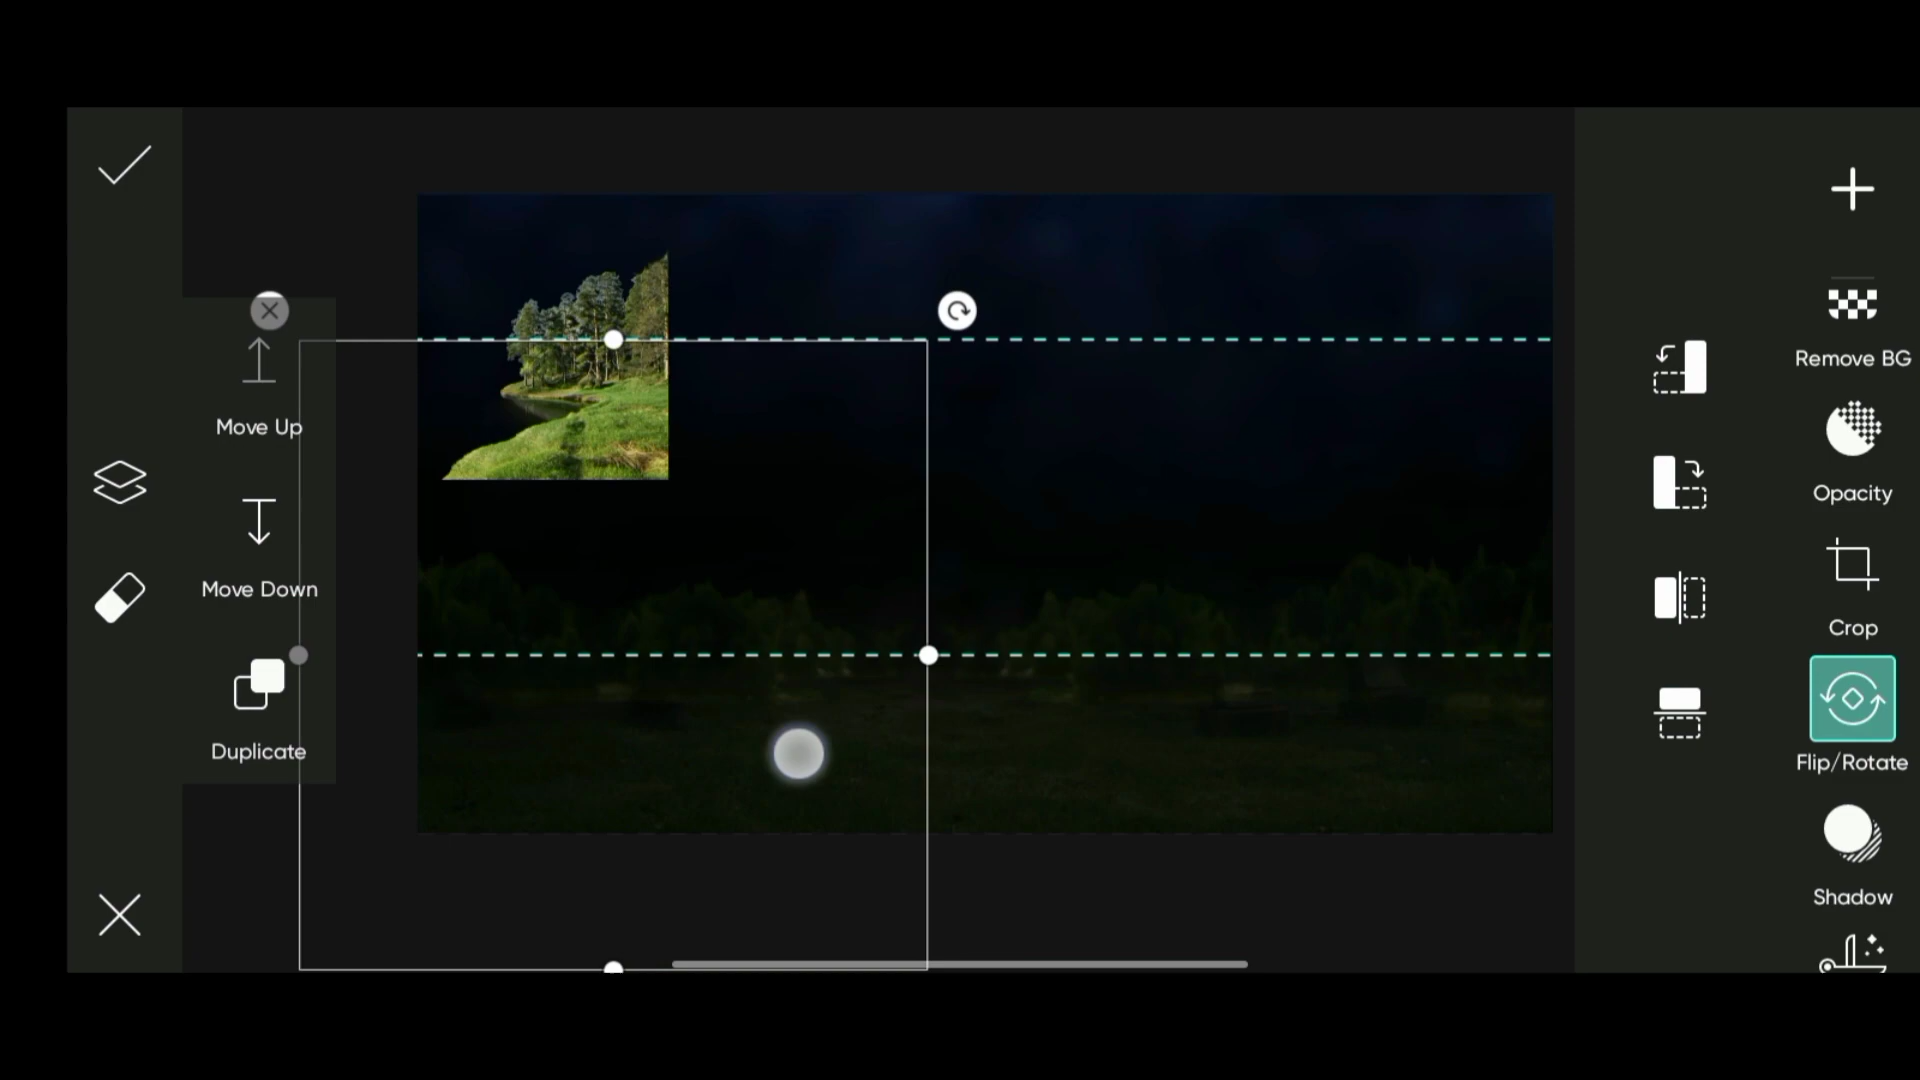 Move Up
Move Down
Duplicate
Remove BG
Opacity
Crop
Flip/Rotate
Shadow